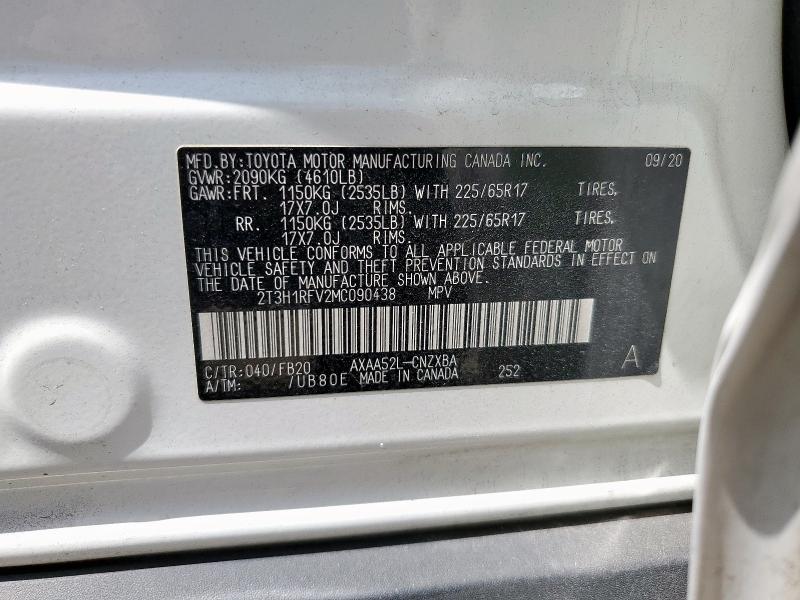 MFD.BY:TOYOTA MOTOR MANUFACTURING CANADA INC. 09/20
GVWR:2090KG (4610LB)
GAWR:FRT. 1150KG (2535LB) WITH 225/65R17 TIRES,
17X7.0J RIMS,
RR. 1150KG (2535LB) WITH 225/65R17 TIRES,
17X7.0J RIMS.
THIS VEHICLE CONFORMS TO ALL APPLICABLE FEDERAL MOTOR
VEHICLE SAFETY AND THEFT PREVENTION STANDARDS IN EFFECT ON
THE DATE OF MANUFACTURE SHOWN ABOVE.
2T3H1RFV2MC090438 MPV
C/TR:040/FB20 AXAA52L-CNZXBA A
A/TM: /UB80E MADE IN CANADA 252